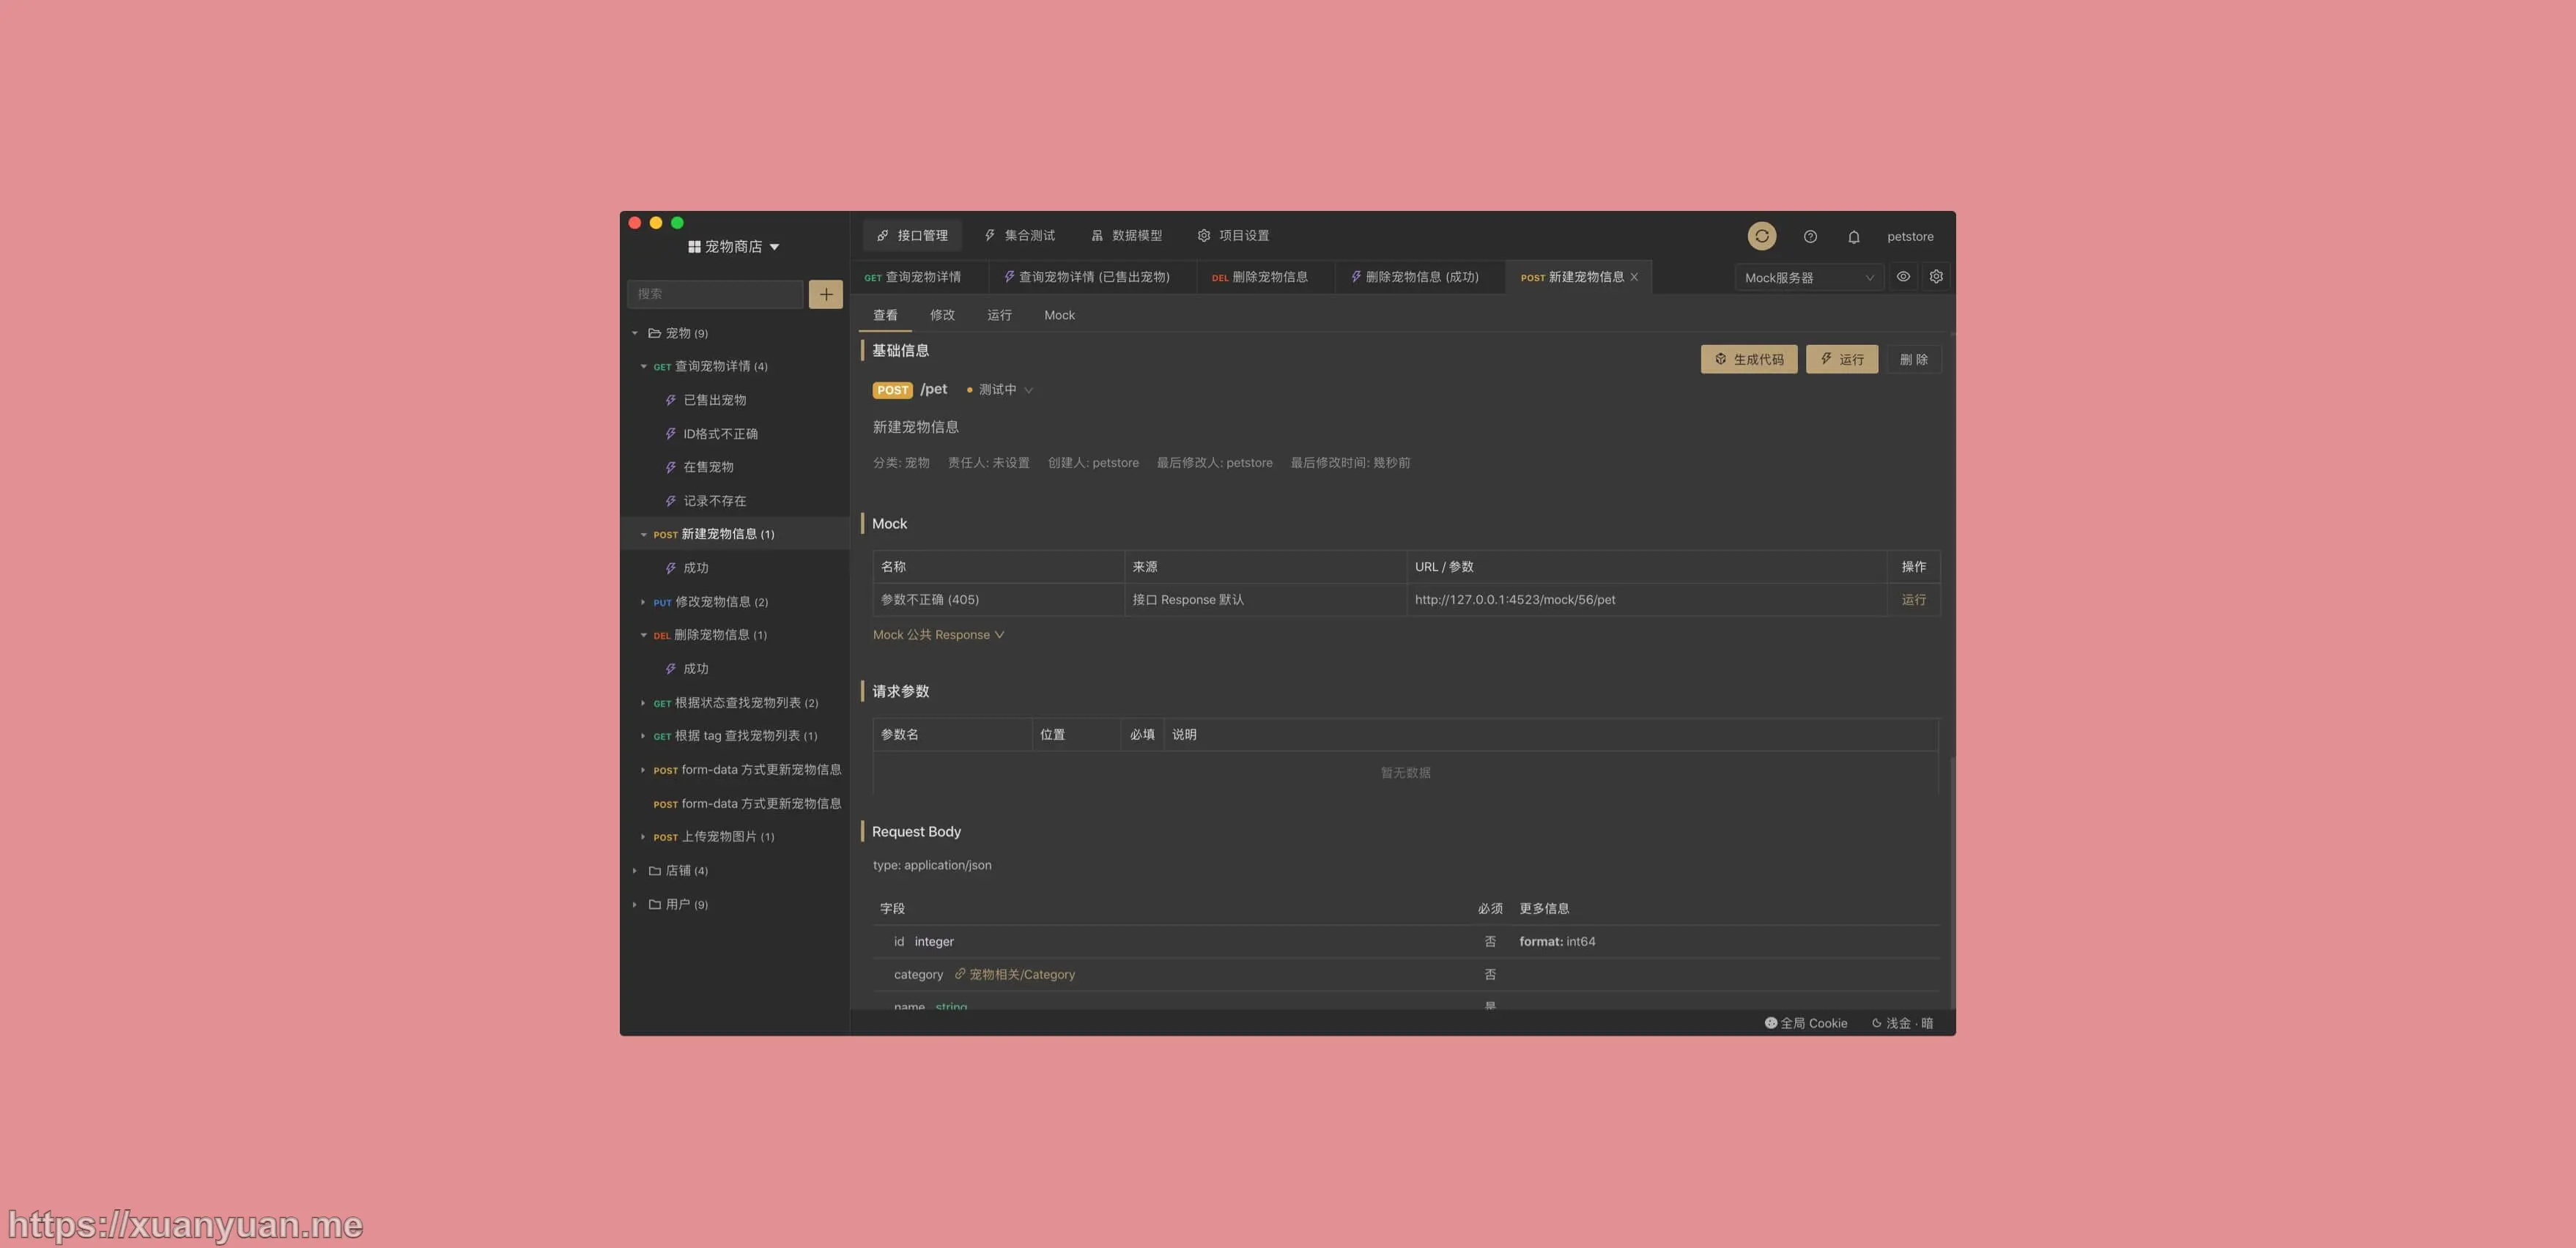 宠物商店
接口管理 集合测试 数据模型 项目设置 petstore
GET 查询宠物详情 查询宠物详情 (已售出宠物) DEL 删除宠物信息 删除宠物信息 (成功) POST 新建宠物信息 Mock服务器
搜索
宠物 (9)
GET 查询宠物详情 (4)
已售出宠物
ID格式不正确
在售宠物
记录不存在
POST 新建宠物信息 (1)
成功
PUT 修改宠物信息 (2)
DEL 删除宠物信息 (1)
成功
GET 根据状态查找宠物列表 (2)
GET 根据 tag 查找宠物列表 (1)
POST form-data 方式更新宠物信息
POST form-data 方式更新宠物信息
POST 上传宠物图片 (1)
店铺 (4)
用户 (9)
查看 修改 运行 Mock
基础信息
生成代码 运行 删 除
POST /pet 测试中
新建宠物信息
分类: 宠物 责任人: 未设置 创建人: petstore 最后修改人: petstore 最后修改时间: 幾秒前
Mock
名称 来源 URL / 参数 操作
参数不正确 (405) 接口 Response 默认 http://127.0.0.1:4523/mock/56/pet 运行
Mock 公共 Response
请求参数
参数名 位置 必填 说明
暂无数据
Request Body
type: application/json
字段 必须 更多信息
id integer 否 format: int64
category 宠物相关/Category 否
name string 是
全局 Cookie 浅金 · 暗
https://xuanyuan.me